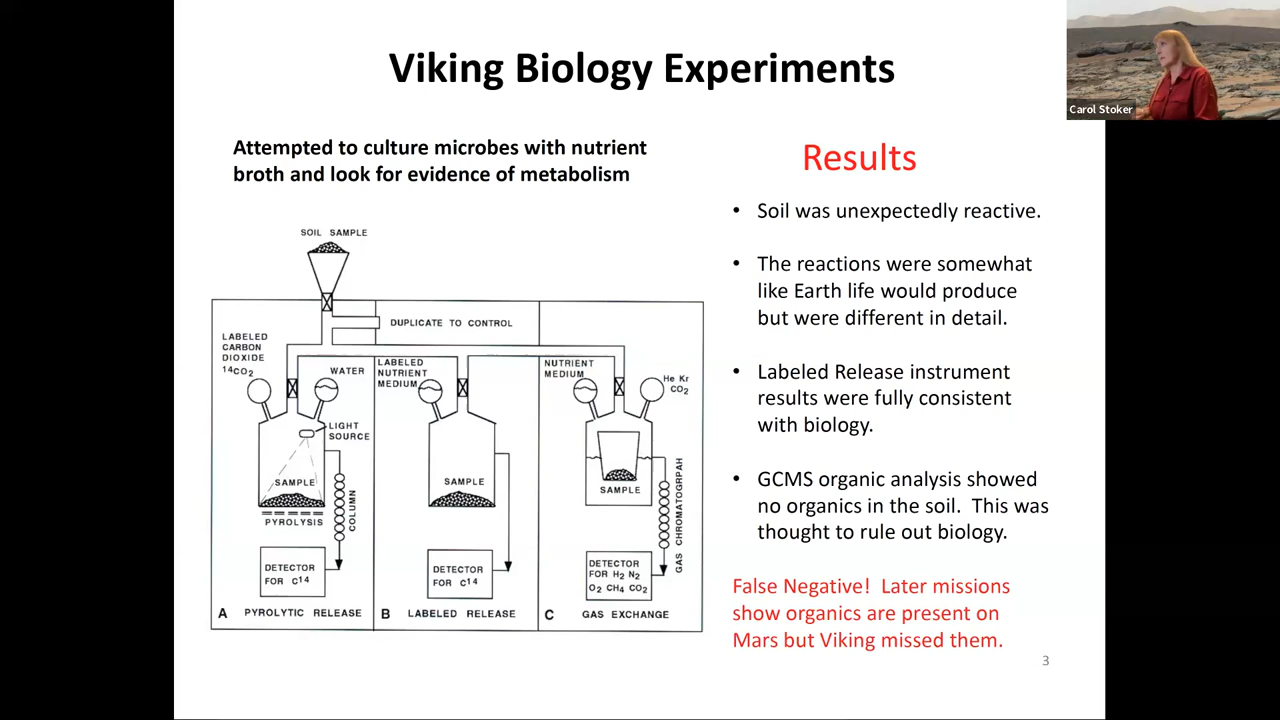 Viking Biology Experiments
Carol Stoker
Attempted to culture microbes with nutrient
broth and look for evidence of metabolism
SOIL SAMPLE
DUPLICATE TO CONTROL
LABELED
CARBON
DIOXIDE
14CO2
WATER
LIGHT
SOURCE
SAMPLE
PYROLYSIS
COLUMN
DETECTOR
FOR C14
A PYROLYTIC RELEASE
LABELED
NUTRIENT
MEDIUM
SAMPLE
DETECTOR
FOR C14
B LABELED RELEASE
NUTRIENT
MEDIUM
He Kr
CO2
SAMPLE
GAS CHROMATOGRPAH
DETECTOR
FOR H2 N2
O2 CH4 CO2
C GAS EXCHANGE
Results
• Soil was unexpectedly reactive.
• The reactions were somewhat
like Earth life would produce
but were different in detail.
• Labeled Release instrument
results were fully consistent
with biology.
• GCMS organic analysis showed
no organics in the soil. This was
thought to rule out biology.
False Negative! Later missions
show organics are present on
Mars but Viking missed them.
3